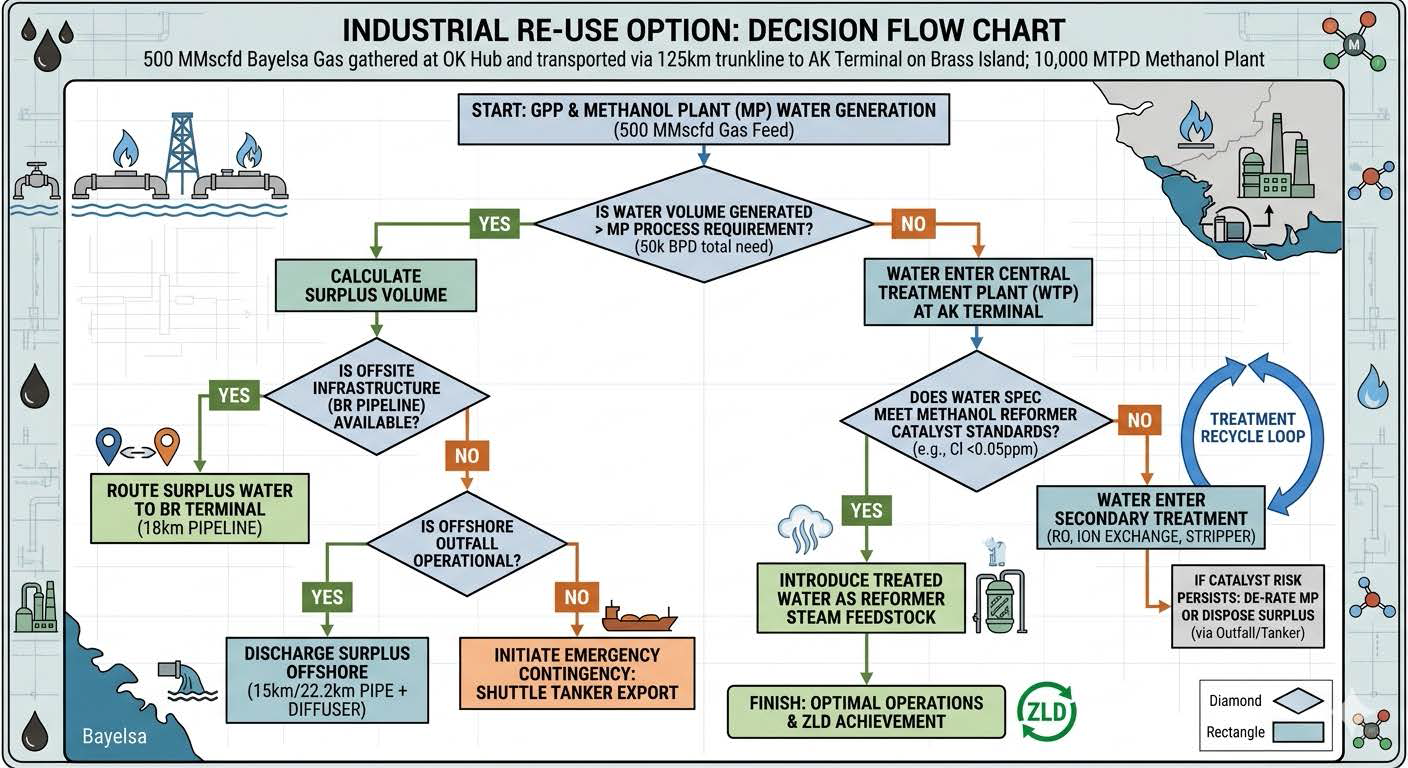 INDUSTRIAL RE-USE OPTION: DECISION FLOW CHART
500 MMscfd Bayelsa Gas gathered at OK Hub and transported via 125km trunkline to AK Terminal on Brass Island; 10,000 MTPD Methanol Plant
M
START: GPP & METHANOL PLANT (MP) WATER GENERATION
(500 MMscfd Gas Feed)
IS WATER VOLUME GENERATED
> MP PROCESS REQUIREMENT?
(50k BPD total need)
YES
NO
CALCULATE
SURPLUS VOLUME
WATER ENTER CENTRAL
TREATMENT PLANT (WTP)
AT AK TERMINAL
IS OFFSITE
INFRASTRUCTURE
(BR PIPELINE)
AVAILABLE?
YES
NO
ROUTE SURPLUS WATER
TO BR TERMINAL
(18km PIPELINE)
IS OFFSHORE
OUTFALL
OPERATIONAL?
YES
NO
DISCHARGE SURPLUS
OFFSHORE
(15km/22.2km PIPE +
DIFFUSER)
INITIATE EMERGENCY
CONTINGENCY:
SHUTTLE TANKER EXPORT
DOES WATER SPEC
MEET METHANOL REFORMER
CATALYST STANDARDS?
(e.g., Cl <0.05ppm)
NO
TREATMENT
RECYCLE LOOP
WATER ENTER
SECONDARY TREATMENT
(RO, ION EXCHANGE, STRIPPER)
YES
INTRODUCE TREATED
WATER AS REFORMER
STEAM FEEDSTOCK
IF CATALYST RISK
PERSISTS: DE-RATE MP
OR DISPOSE SURPLUS
(via Outfall/Tanker)
FINISH: OPTIMAL OPERATIONS
& ZLD ACHIEVEMENT
ZLD
Diamond
Rectangle
Bayelsa